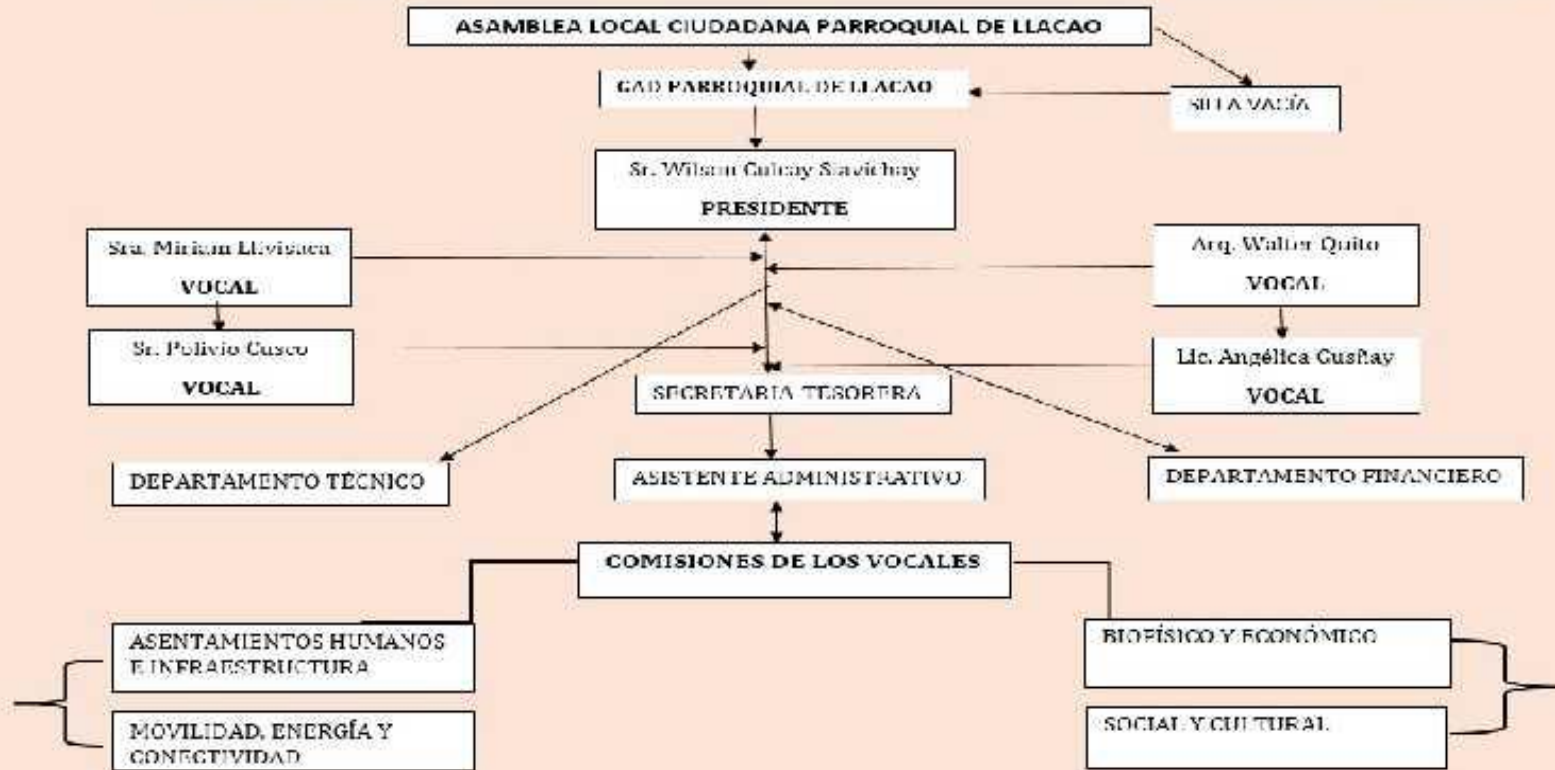 ASAMBLEA LOCAL CIUDADANA PARROQUIAL DE LLACAO
GAD PARROQUIAL DE LLACAO
SILLA VACÍA
Sr. Wilson Culcay Siavichay
PRESIDENTE
Sra. Miriam Llivisaca
VOCAL
Arq. Walter Quito
VOCAL
Sr. Polivio Cusco
VOCAL
Lic. Angélica Gusñay
VOCAL
SECRETARIA TESORERA
DEPARTAMENTO TÉCNICO
ASISTENTE ADMINISTRATIVO
DEPARTAMENTO FINANCIERO
COMISIONES DE LOS VOCALES
ASENTAMIENTOS HUMANOS
E INFRAESTRUCTURA
BIOFÍSICO Y ECONÓMICO
MOVILIDAD, ENERGÍA Y
CONECTIVIDAD
SOCIAL Y CULTURAL